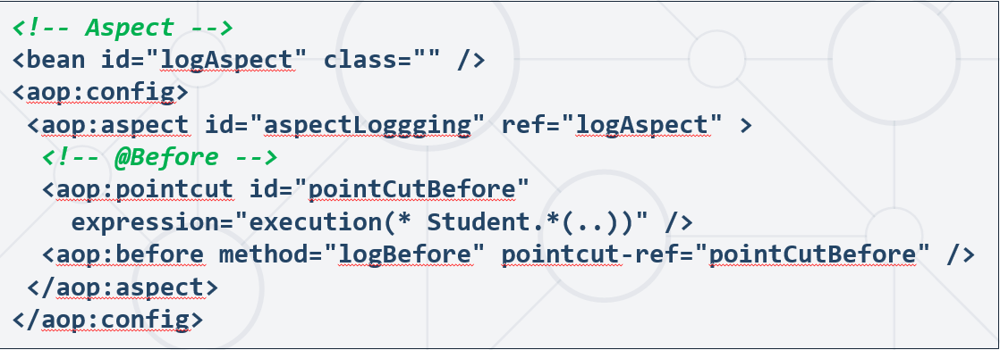 <!-- Aspect -->
<bean id="logAspect" class="" />
<aop:config>
<aop:aspect id="aspectLoggging" ref="logAspect" >
<!-- @Before -->
<aop:pointcut id="pointCutBefore"
expression="execution(* Student.*(..))" />
<aop:before method="logBefore" pointcut-ref="pointCutBefore" />
</aop:aspect>
</aop:config>